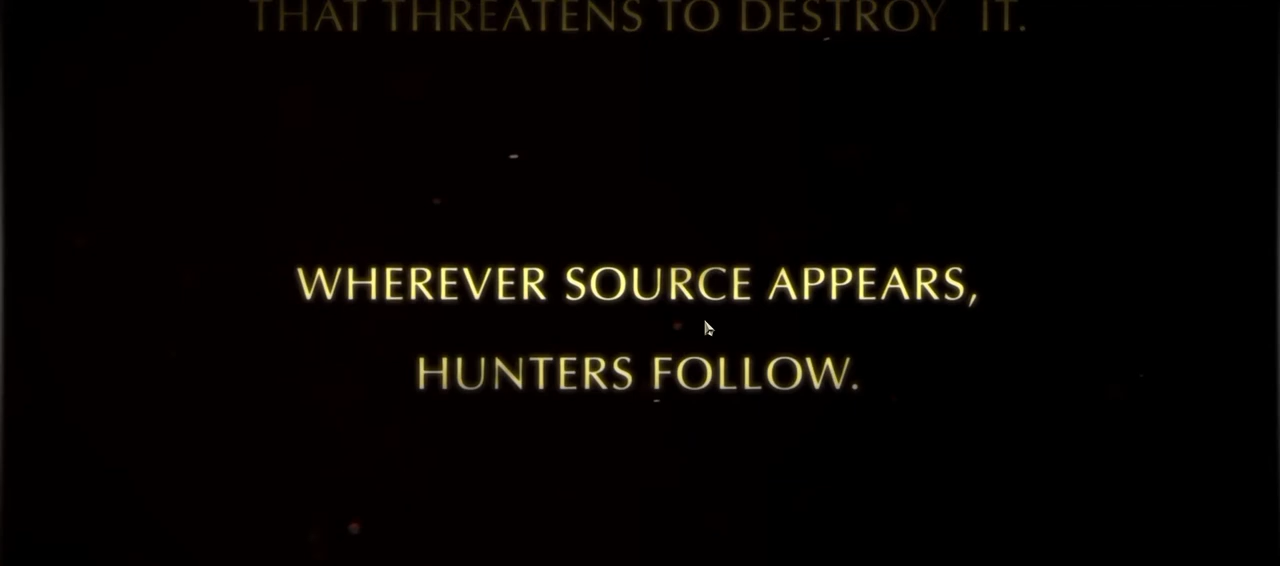 THAT THREATENS TO DESTROY IT.
WHEREVER SOURCE APPEARS,
HUNTERS FOLLOW.